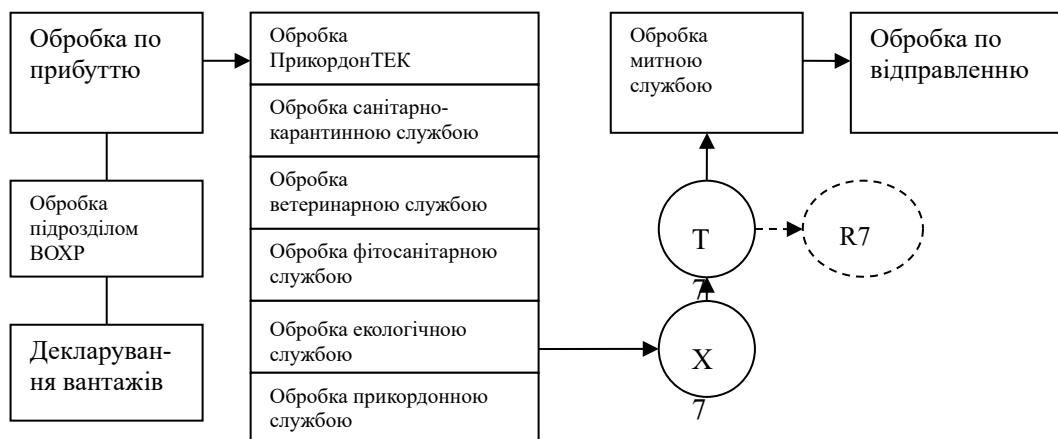 Обробка по
прибуттю
Обробка
підрозділом
ВОХР
Декларуван-
ня вантажів
Обробка
ПрикордонТЕК
Обробка санітарно-
карантинною службою
Обробка
ветеринарною службою
Обробка фітосанітарною
службою
Обробка екологічною
службою
Обробка прикордонною
службою
Обробка
митною
службою
Обробка по
відправленню
Т
7
R7
Х
7